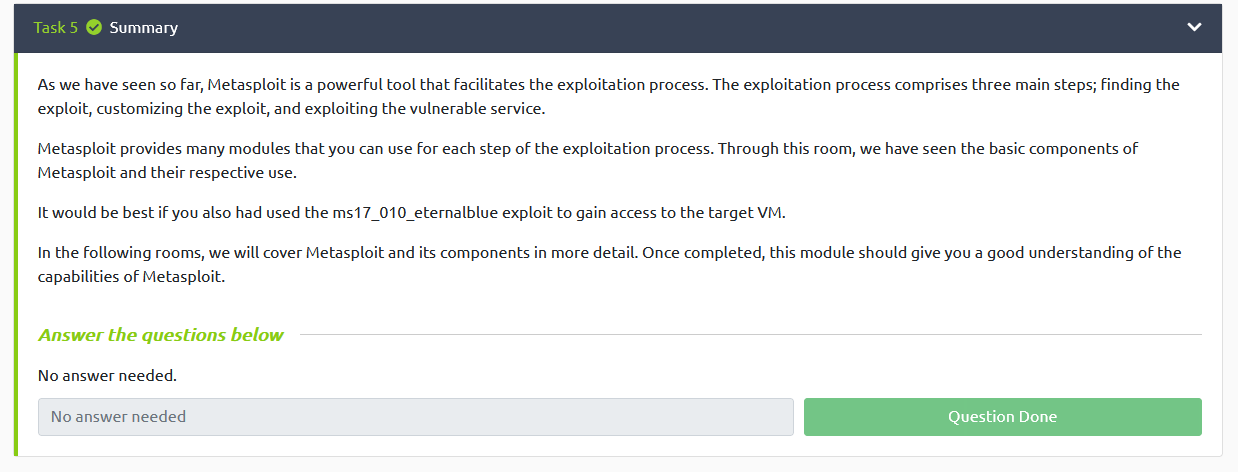 Task 5 Summary
As we have seen so far, Metasploit is a powerful tool that facilitates the exploitation process. The exploitation process comprises three main steps; finding the
exploit, customizing the exploit, and exploiting the vulnerable service.
Metasploit provides many modules that you can use for each step of the exploitation process. Through this room, we have seen the basic components of
Metasploit and their respective use.
It would be best if you also had used the ms17_010_eternalblue exploit to gain access to the target VM.
In the following rooms, we will cover Metasploit and its components in more detail. Once completed, this module should give you a good understanding of the
capabilities of Metasploit.
Answer the questions below
No answer needed.
No answer needed
Question Done